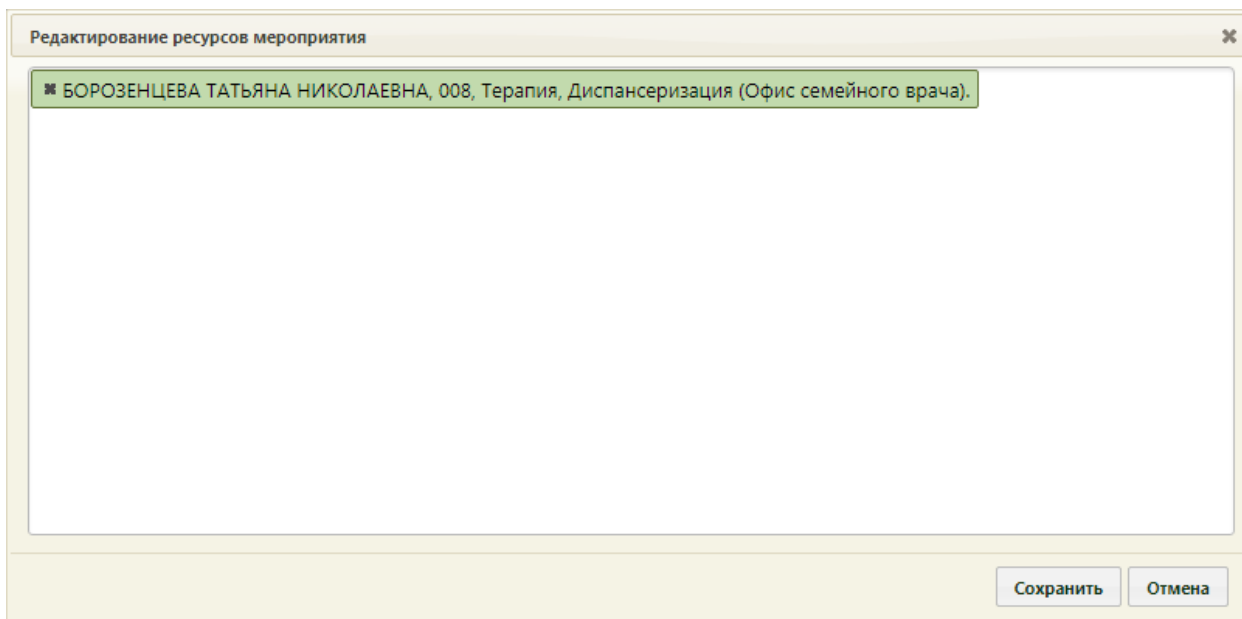 Редактирование ресурсов мероприятия
БОРОЗЕНЦЕВА ТАТЬЯНА НИКОЛАЕВНА, 008, Терапия, Диспансеризация (Офис семейного врача).
Сохранить Отмена